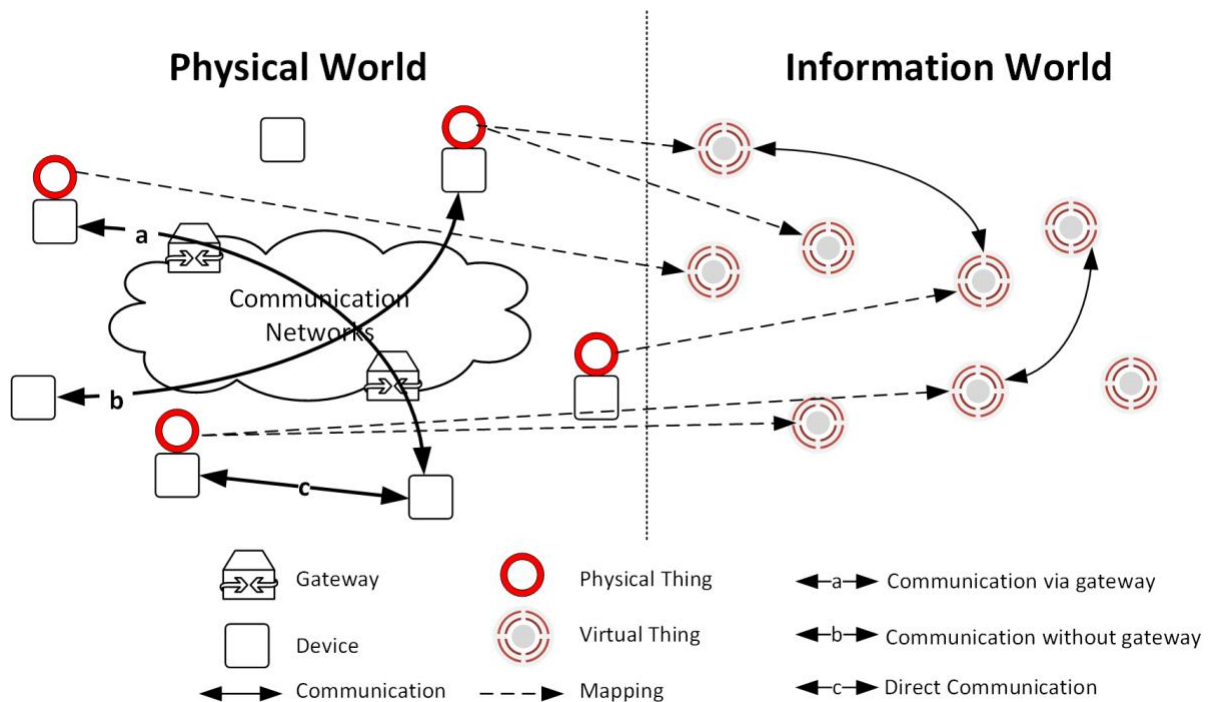 Physical World
Information World
a
Communication
Networks
b
c
Gateway
Physical Thing
a
Communication via gateway
Device
Virtual Thing
b
Communication without gateway
Communication
Mapping
c
Direct Communication